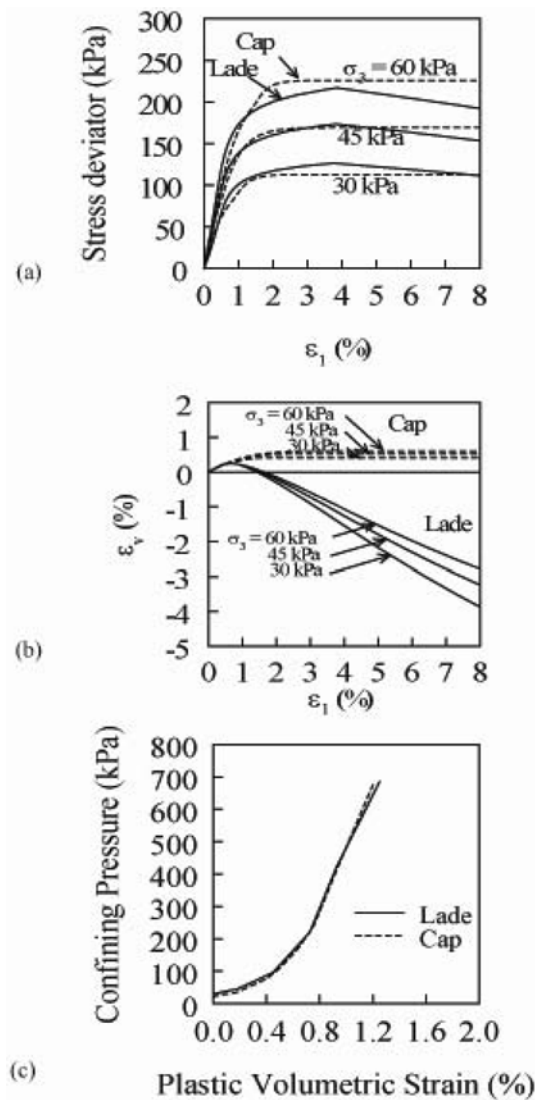 (a)
Stress deviator (kPa)
300
250
200
150
100
50
0
Cap
Lade
σ3 = 60 kPa
45 kPa
30 kPa
0 1 2 3 4 5 6 7 8
ε1 (%)
(b)
εv (%)
2
1
0
-1
-2
-3
-4
-5
σ3 = 60 kPa
45 kPa
30 kPa
Cap
Lade
σ3 = 60 kPa
45 kPa
30 kPa
0 1 2 3 4 5 6 7 8
ε1 (%)
(c)
Confining Pressure (kPa)
800
700
600
500
400
300
200
100
0
Lade
Cap
0.0 0.4 0.8 1.2 1.6 2.0
Plastic Volumetric Strain (%)